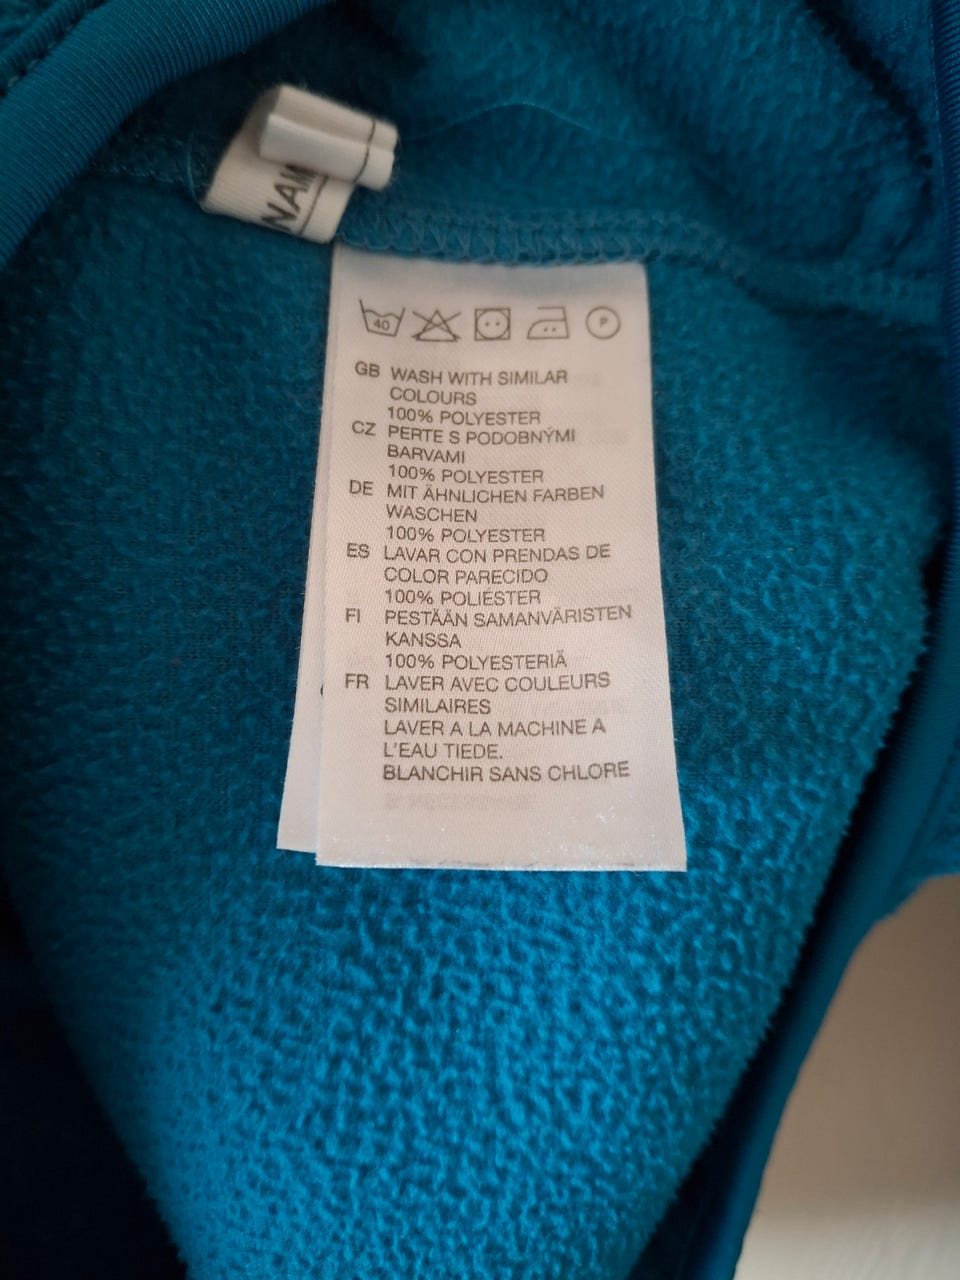 NAM
40
P
GB WASH WITH SIMILAR
COLOURS
100% POLYESTER
CZ PERTE S PODOBNÝMI
BARVAMI
100% POLYESTER
DE MIT ÄHNLICHEN FARBEN
WASCHEN
100% POLYESTER
ES LAVAR CON PRENDAS DE
COLOR PARECIDO
100% POLIÉSTER
FI PESTÄÄN SAMANVÄRISTEN
KANSSA
100% POLYESTERIÄ
FR LAVER AVEC COULEURS
SIMILAIRES
LAVER A LA MACHINE A
L'EAU TIEDE.
BLANCHIR SANS CHLORE